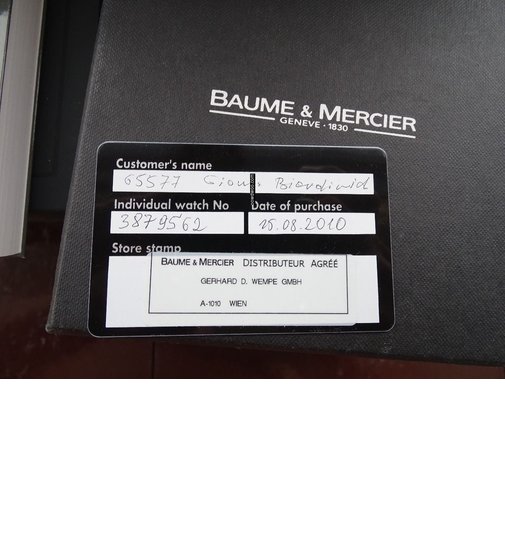 BAUME & MERCIER
GENEVE · 1830
Customer's name
65577
Individual watch No Date of purchase
3879562 15.08.2010
Store stamp
BAUME & MERCIER DISTRIBUTEUR AGRÉÉ
GERHARD D. WEMPE GMBH
A-1010 WIEN